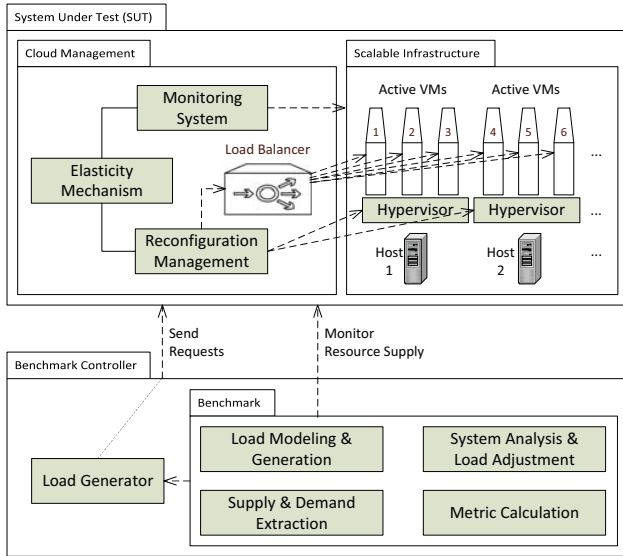 System Under Test (SUT)
Cloud Management
Scalable Infrastructure
Monitoring
System
Elasticity
Mechanism
Load Balancer
Reconfiguration
Management
Active VMs
Active VMs
1
2
3
4
5
6
...
Hypervisor
Hypervisor
...
Host
1
Host
2
...
Send
Requests
Monitor
Resource Supply
Benchmark Controller
Benchmark
Load Generator
Load Modeling &
Generation
System Analysis &
Load Adjustment
Supply & Demand
Extraction
Metric Calculation